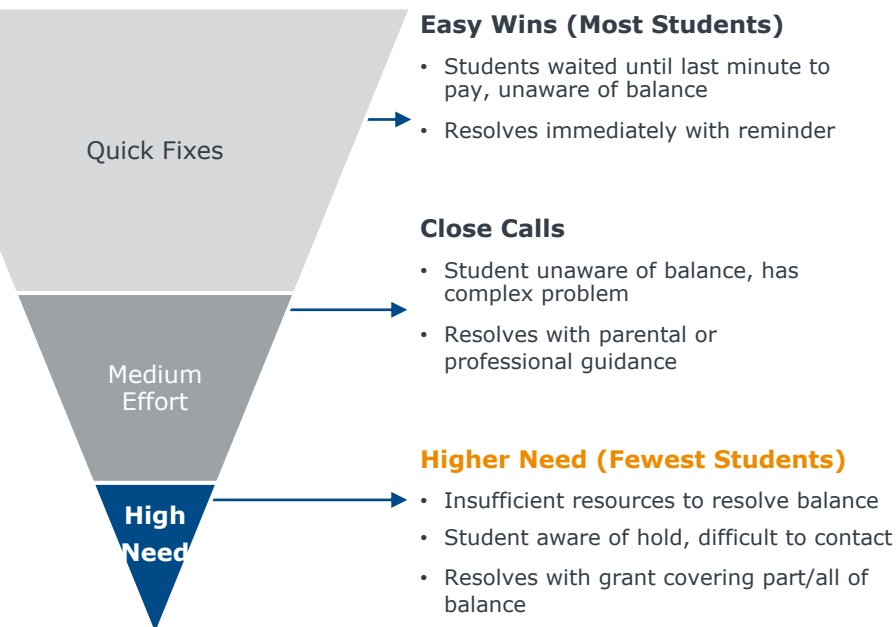 Easy Wins (Most Students)
• Students waited until last minute to
pay, unaware of balance
• Resolves immediately with reminder
Quick Fixes
Close Calls
• Student unaware of balance, has
complex problem
• Resolves with parental or
professional guidance
Medium
Effort
Higher Need (Fewest Students)
• Insufficient resources to resolve balance
• Student aware of hold, difficult to contact
• Resolves with grant covering part/all of
balance
High
Need